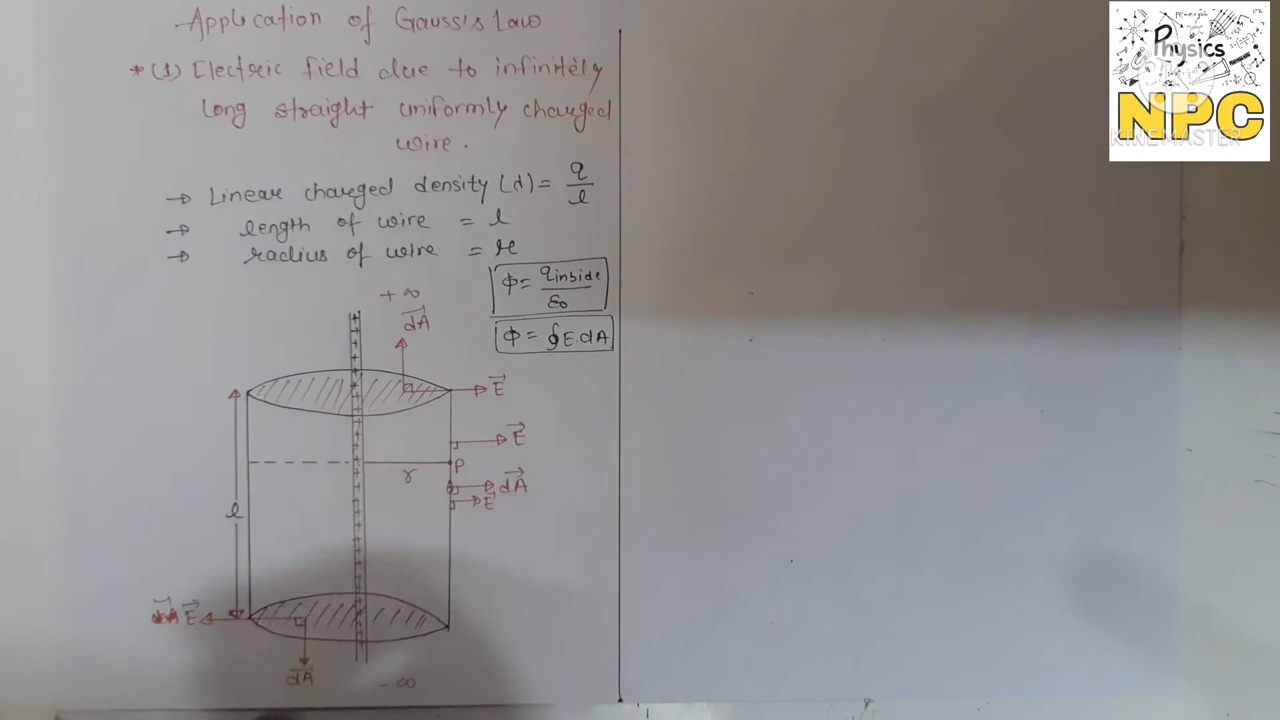 Application of Gauss's Law
*(1) Electric field due to infinitely
long straight uniformly charged
wire.
→ Linear charged density (d) = q/l
→ length of wire = l
→ radius of wire = r
Φ = qinside/ε0
Φ = ∮E.dA
+ ∞
dA
E
E
P
r
dA
E
l
E
dA
- ∞
Physics
NPC
KINEMASTER